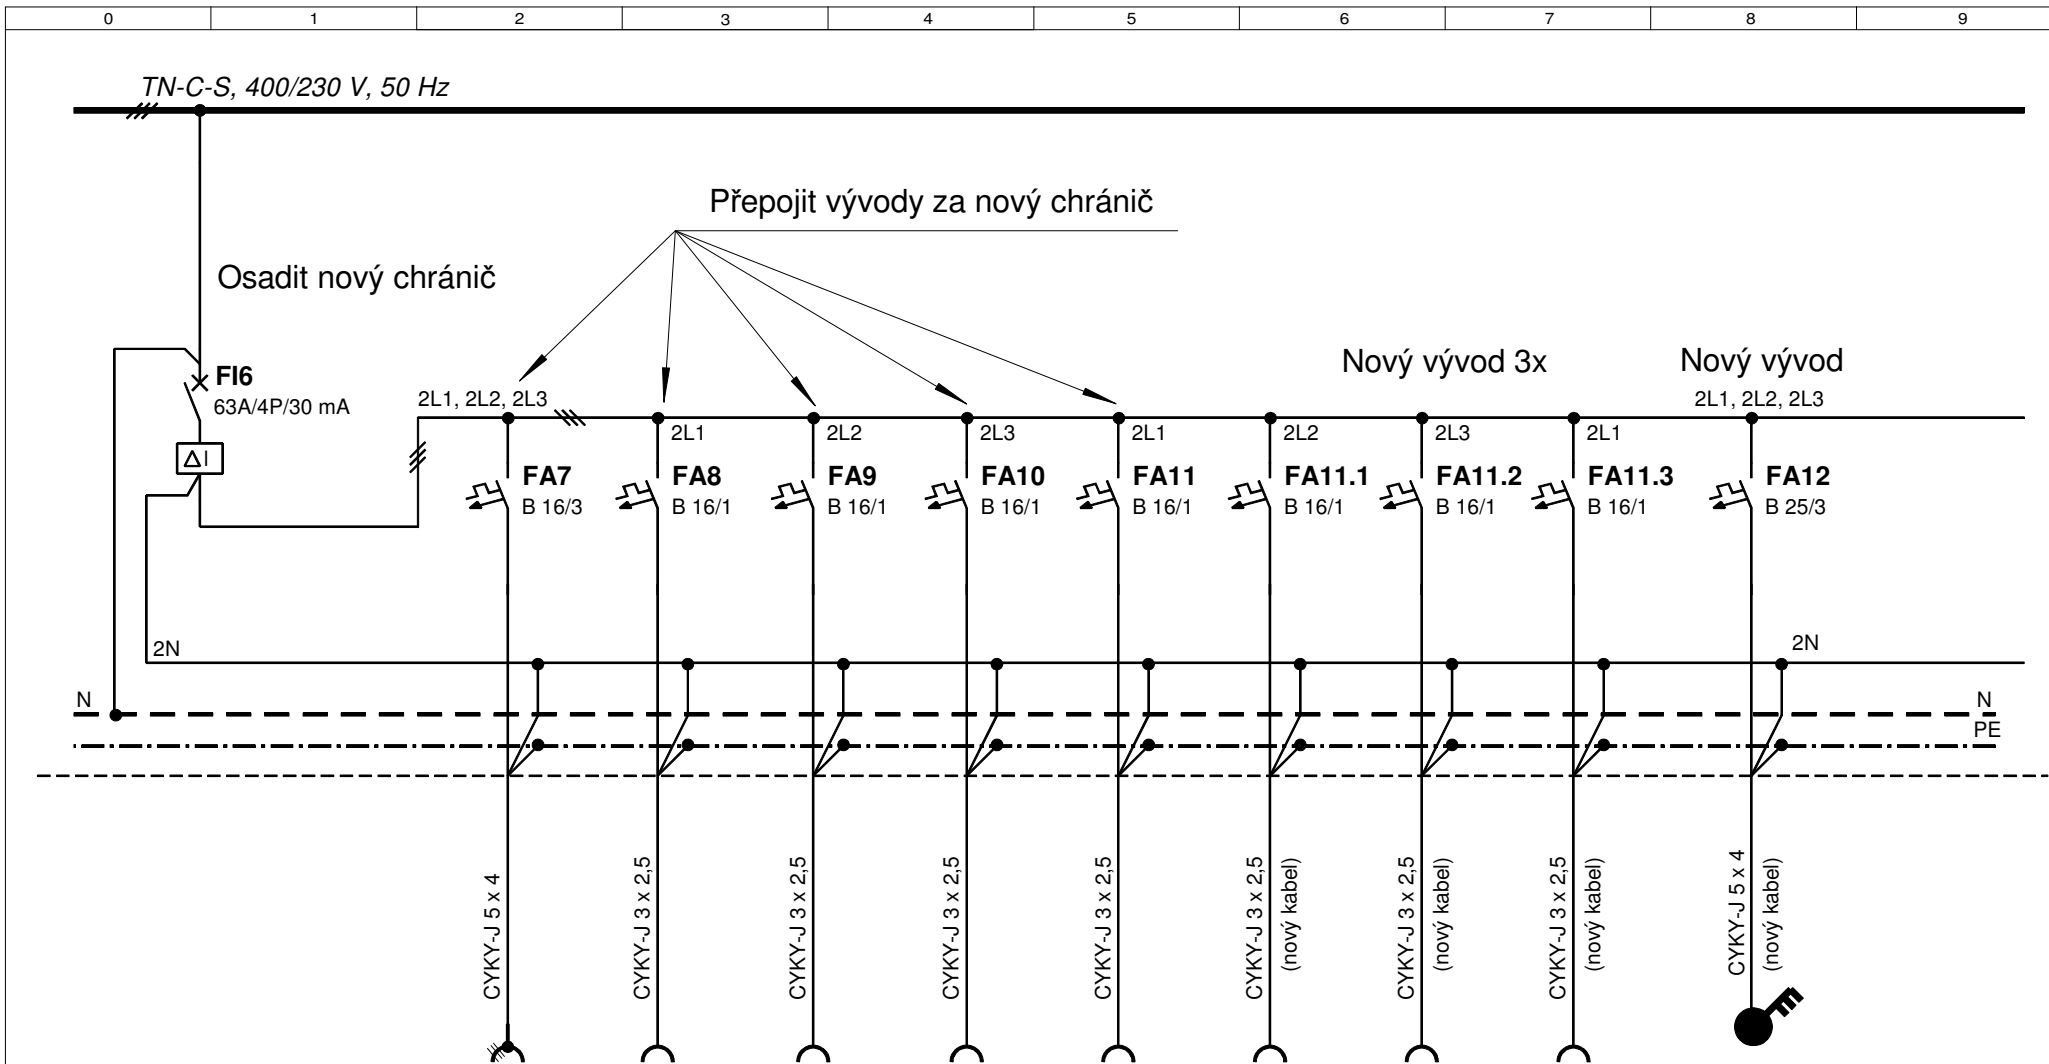 0 1 2 3 4 5 6 7 8 9
TN-C-S, 400/230 V, 50 Hz
Přepojit vývody za nový chránič
Osadit nový chránič
Nový vývod 3x
Nový vývod
FI6
63A/4P/30 mA
2L1, 2L2, 2L3
2L1, 2L2, 2L3
2L1 2L2 2L3 2L1 2L2 2L3 2L1
ΔI
FA7
B 16/3
FA8
B 16/1
FA9
B 16/1
FA10
B 16/1
FA11
B 16/1
FA11.1
B 16/1
FA11.2
B 16/1
FA11.3
B 16/1
FA12
B 25/3
2N
2N
N
N
PE
CYKY-J 5 x 4
CYKY-J 3 x 2,5
CYKY-J 3 x 2,5
CYKY-J 3 x 2,5
CYKY-J 3 x 2,5
CYKY-J 3 x 2,5
(nový kabel)
CYKY-J 3 x 2,5
(nový kabel)
CYKY-J 3 x 2,5
(nový kabel)
CYKY-J 5 x 4
(nový kabel)